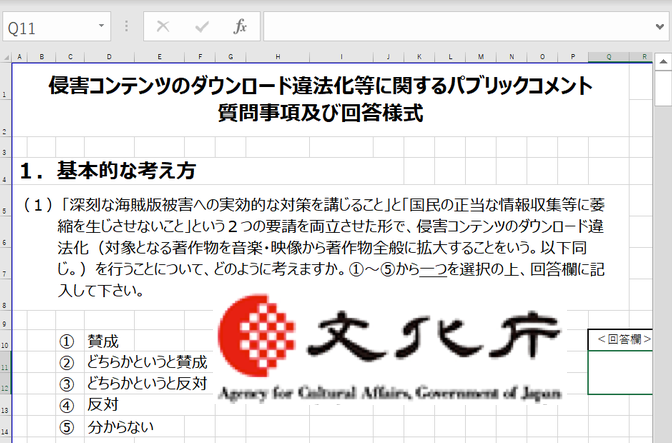 Q11
fx
A B C D E F G H I J K L M N O P Q R
1 侵害コンテンツのダウンロード違法化等に関するパブリックコメント
2 質問事項及び回答様式
3
4 １．基本的な考え方
5 （１）「深刻な海賊版被害への実効的な対策を講じること」と「国民の正当な情報収集等に萎
6 縮を生じさせないこと」という２つの要請を両立させた形で、侵害コンテンツのダウンロード違
7 法化（対象となる著作物を音楽・映像から著作物全般に拡大することをいう。以下同
じ。）を行うことについて、どのように考えますか。①～⑤から一つを選択の上、回答欄に記
8 入して下さい。
9
10 ① 賛成 ＜回答欄＞
11 ② どちらかというと賛成
12 ③ どちらかというと反対
13 ④ 反対
14 ⑤ 分からない
文化庁
Agency for Cultural Affairs, Government of Japan